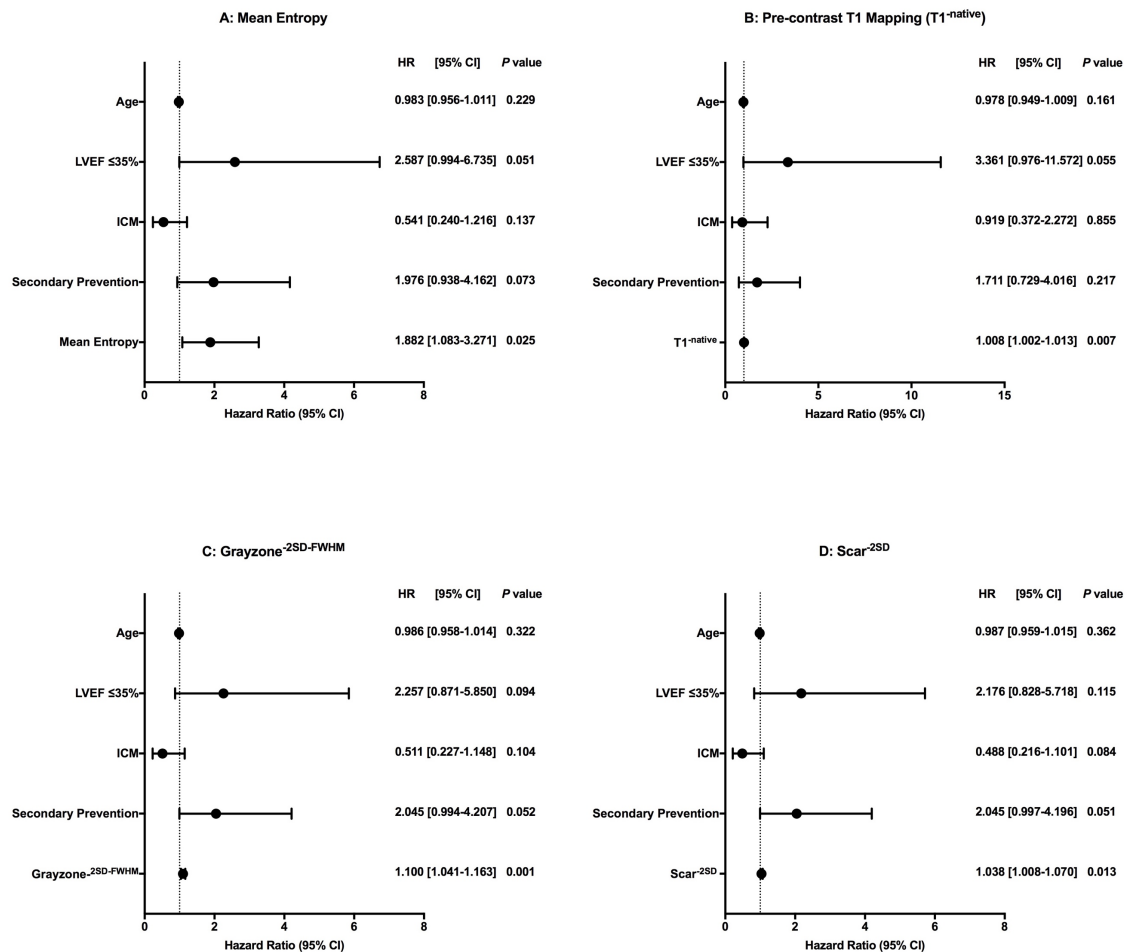 A: Mean Entropy
HR [95% CI] P value
Age 0.983 [0.956-1.011] 0.229
LVEF ≤35% 2.587 [0.994-6.735] 0.051
ICM 0.541 [0.240-1.216] 0.137
Secondary Prevention 1.976 [0.938-4.162] 0.073
Mean Entropy 1.882 [1.083-3.271] 0.025
0 2 4 6 8
Hazard Ratio (95% CI)
B: Pre-contrast T1 Mapping (T1-native)
HR [95% CI] P value
Age 0.978 [0.949-1.009] 0.161
LVEF ≤35% 3.361 [0.976-11.572] 0.055
ICM 0.919 [0.372-2.272] 0.855
Secondary Prevention 1.711 [0.729-4.016] 0.217
T1-native 1.008 [1.002-1.013] 0.007
0 5 10 15
Hazard Ratio (95% CI)
C: Grayzone-2SD-FWHM
HR [95% CI] P value
Age 0.986 [0.958-1.014] 0.322
LVEF ≤35% 2.257 [0.871-5.850] 0.094
ICM 0.511 [0.227-1.148] 0.104
Secondary Prevention 2.045 [0.994-4.207] 0.052
Grayzone-2SD-FWHM 1.100 [1.041-1.163] 0.001
0 2 4 6 8
Hazard Ratio (95% CI)
D: Scar-2SD
HR [95% CI] P value
Age 0.987 [0.959-1.015] 0.362
LVEF ≤35% 2.176 [0.828-5.718] 0.115
ICM 0.488 [0.216-1.101] 0.084
Secondary Prevention 2.045 [0.997-4.196] 0.051
Scar-2SD 1.038 [1.008-1.070] 0.013
0 2 4 6 8
Hazard Ratio (95% CI)